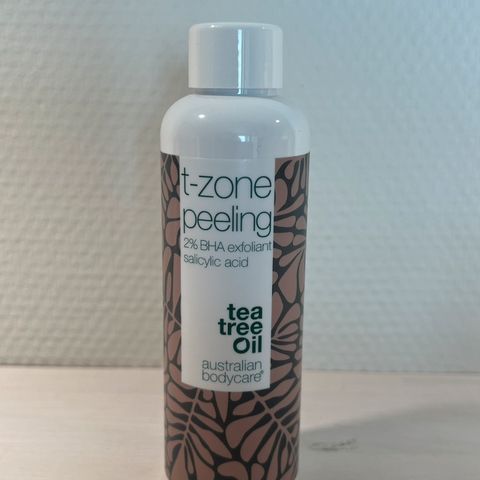 t-zone
peeling
2% BHA exfoliant
salicylic acid
tea
tree
Oil
australian
bodycare®